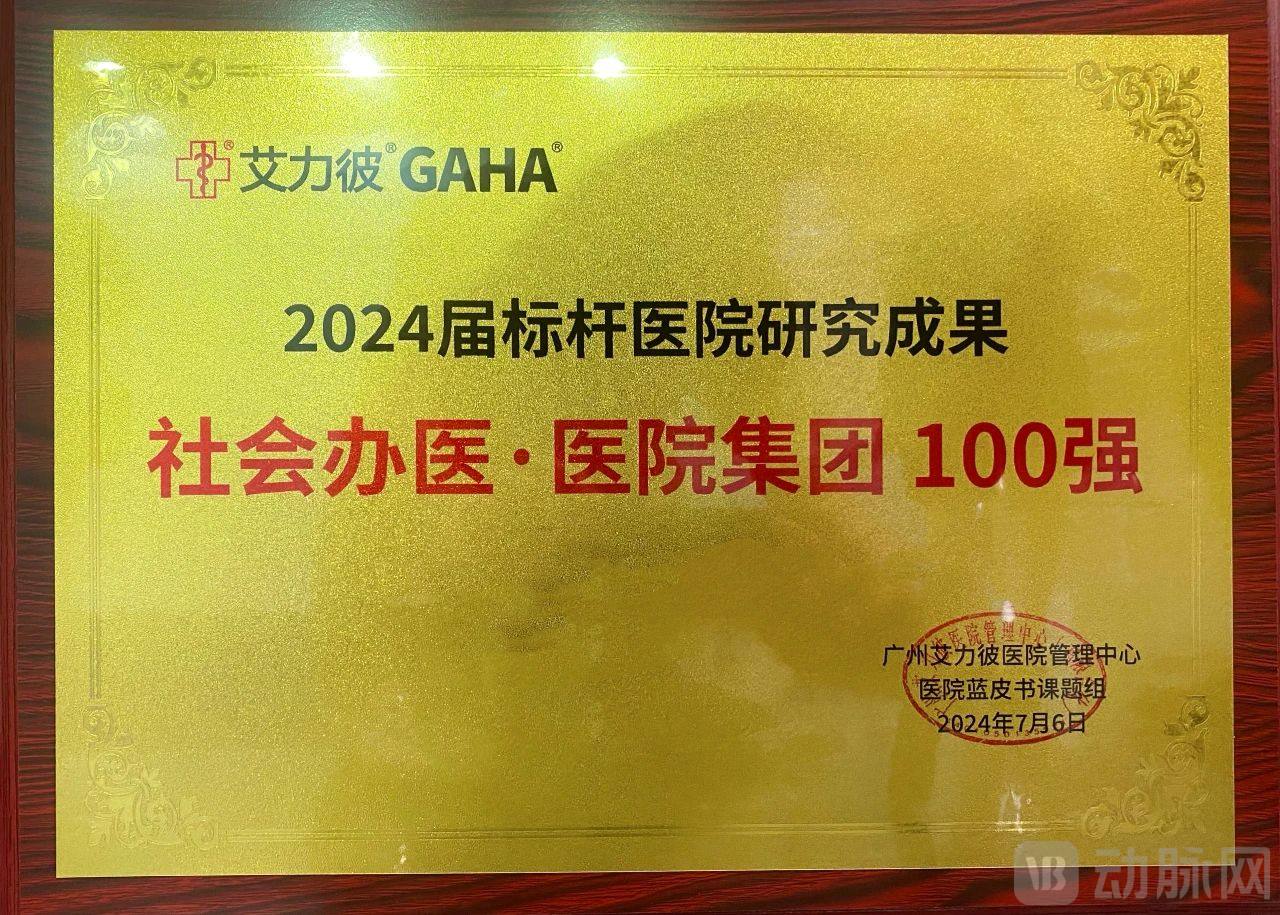 艾力彼® GAHA®
2024届标杆医院研究成果
社会办医·医院集团 100强
广州艾力彼医院管理中心
医院蓝皮书课题组
2024年7月6日
动脉网